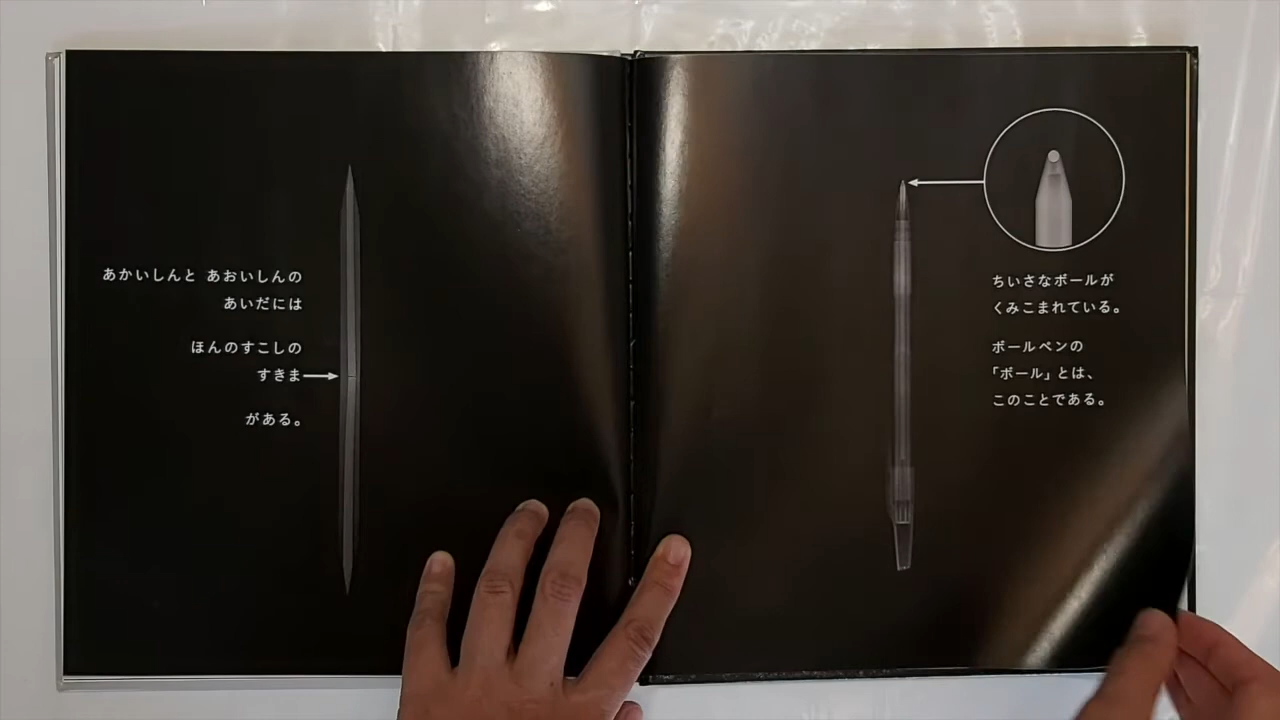 あかいしんと あおいしんの
あいだには
ほんのすこしの
すきま
がある。
ちいさなボールが
くみこまれている。
ボールペンの
「ボール」とは、
このことである。